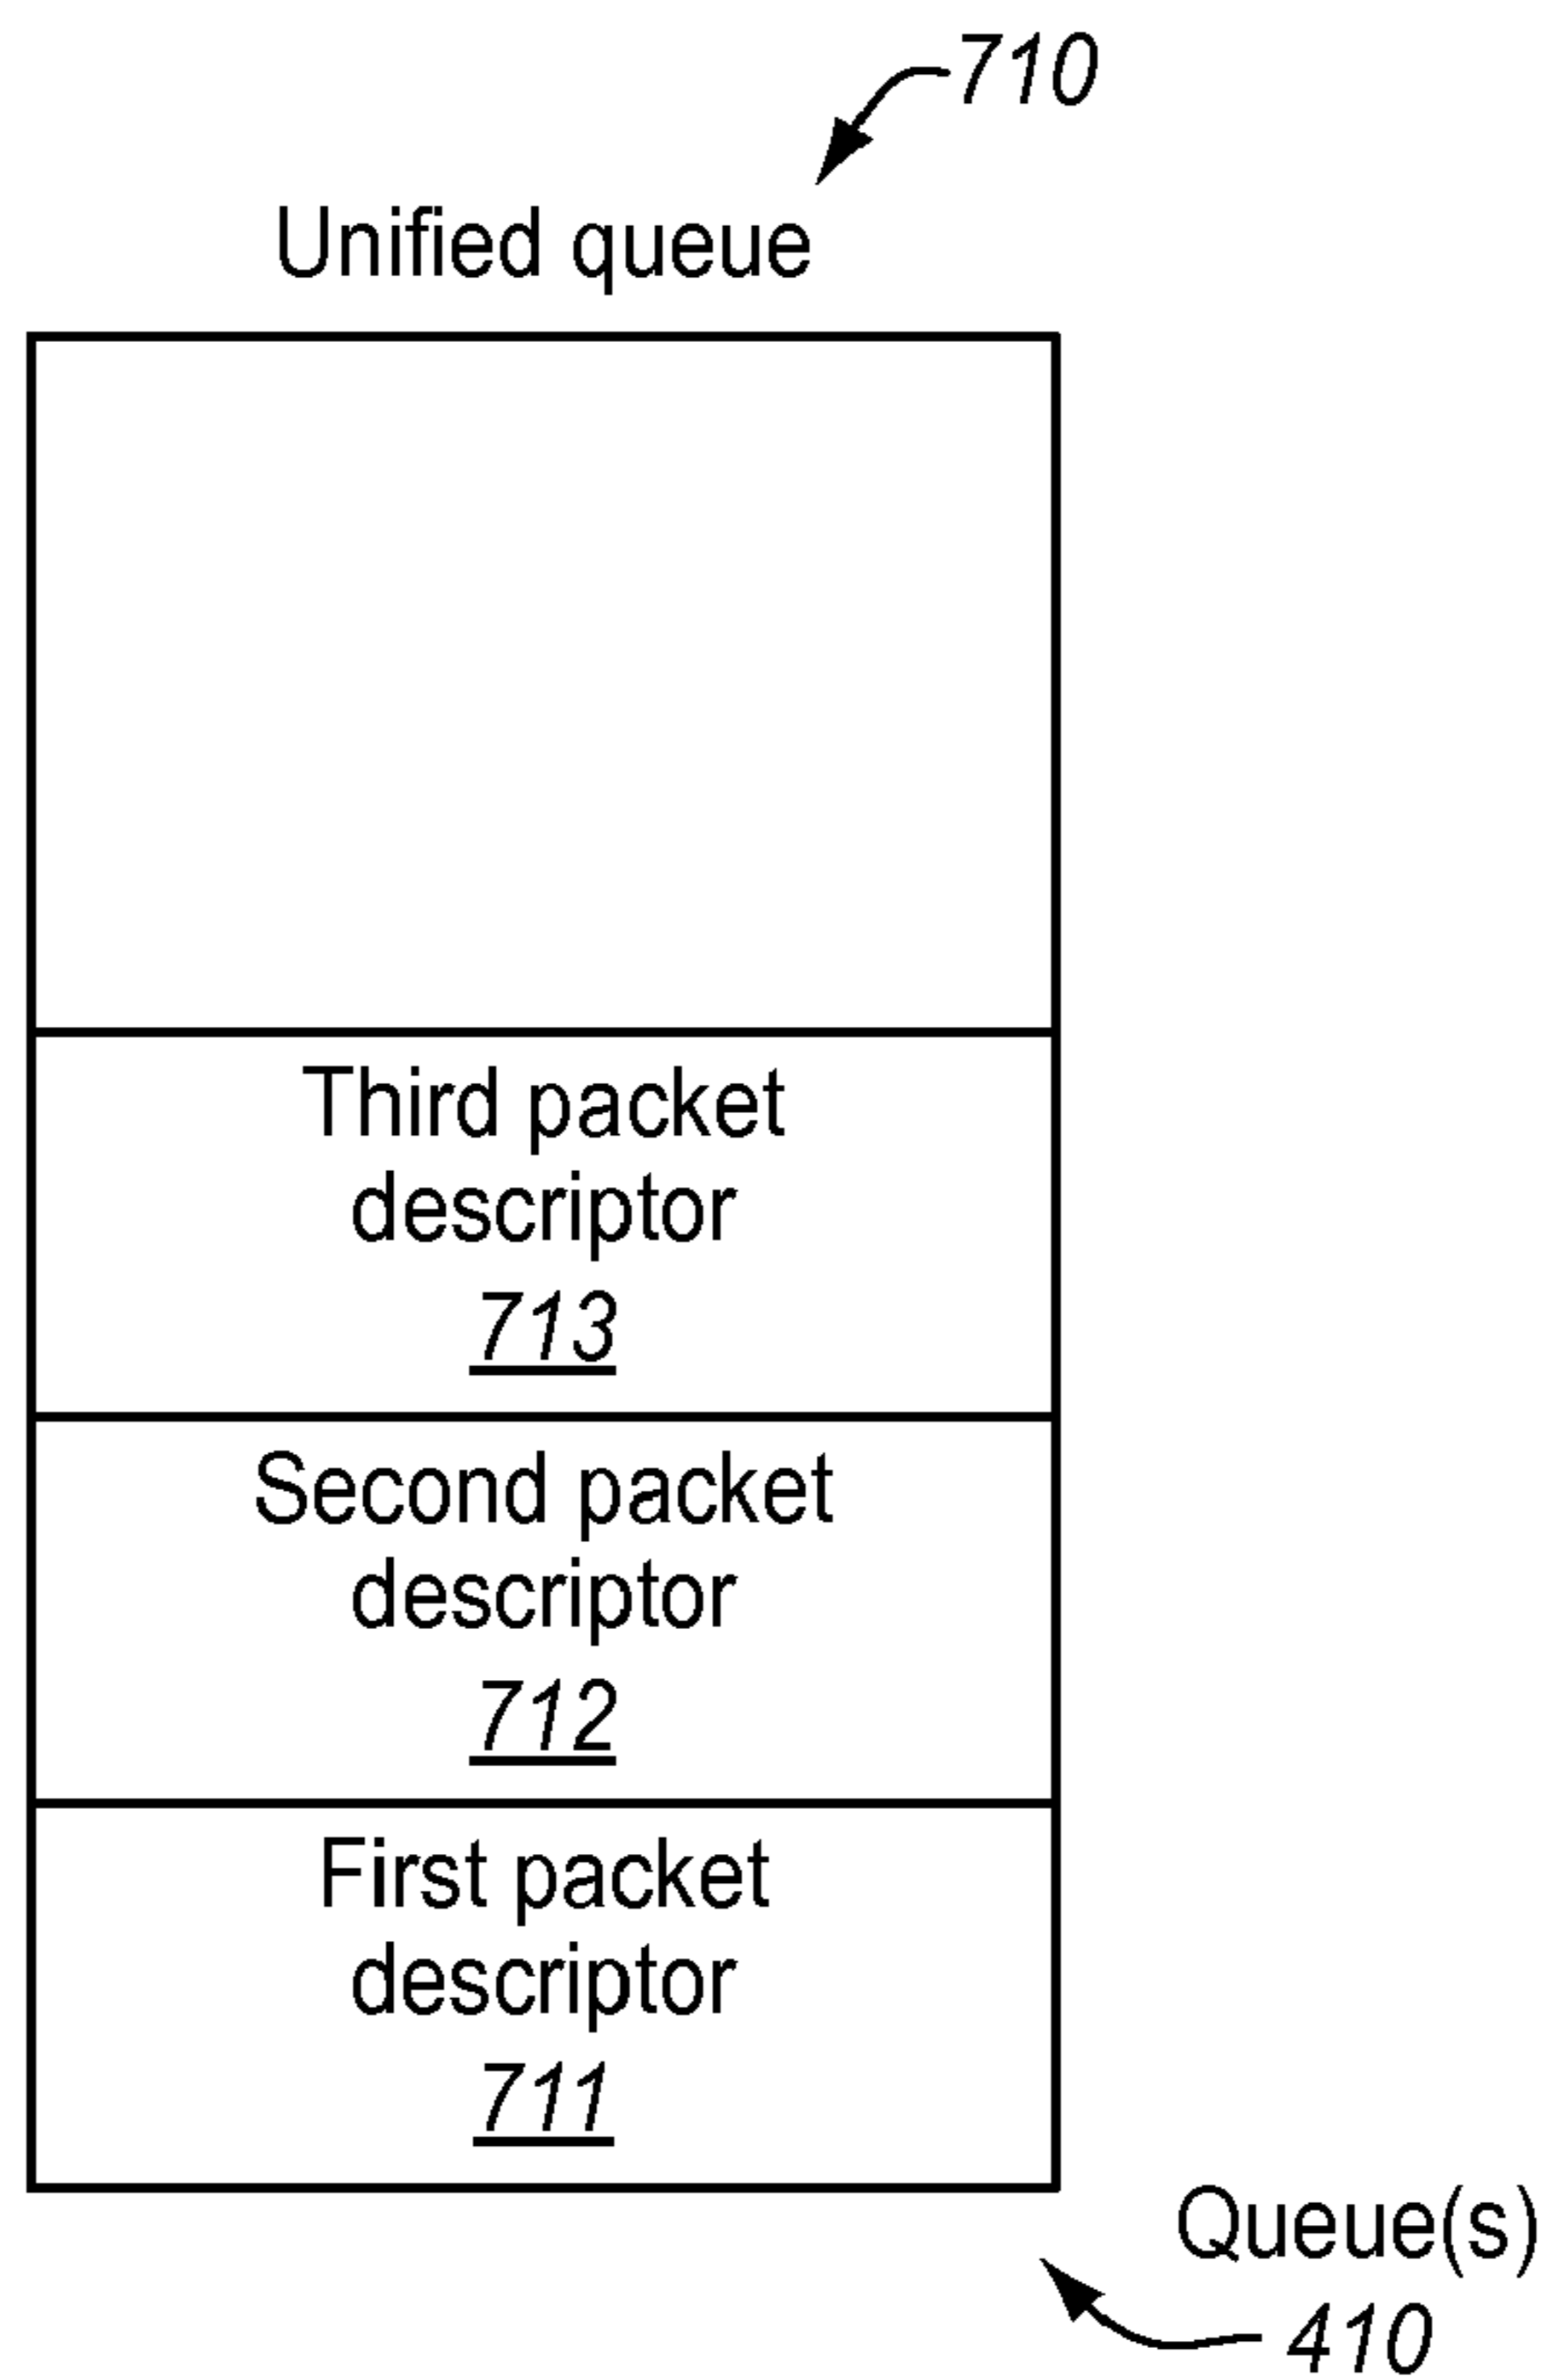 710
Unified queue
Third packet
descriptor
713
Second packet
descriptor
712
First packet
descriptor
711
Queue(s)
410